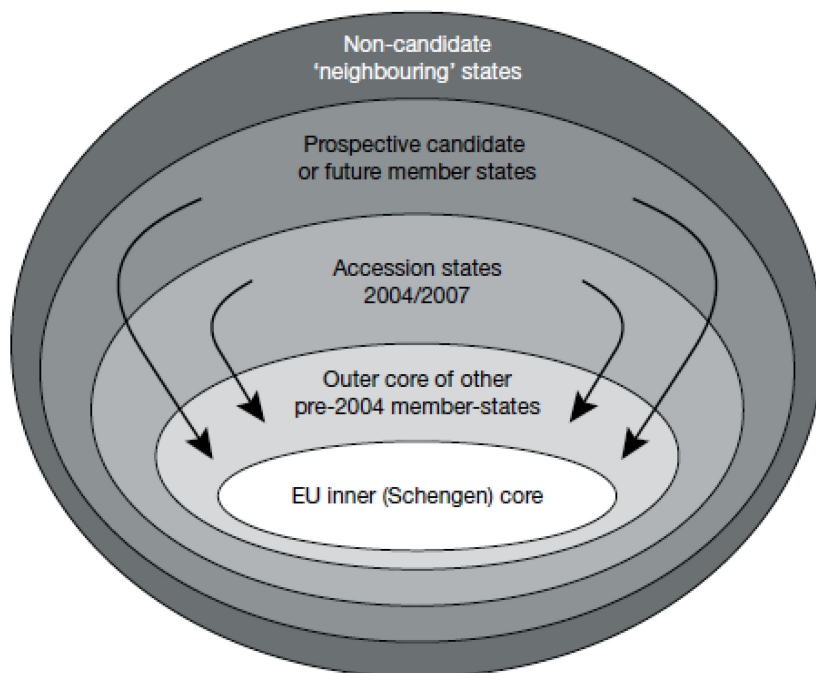 Non-candidate
‘neighbouring’ states
Prospective candidate
or future member states
Accession states
2004/2007
Outer core of other
pre-2004 member-states
EU inner (Schengen) core